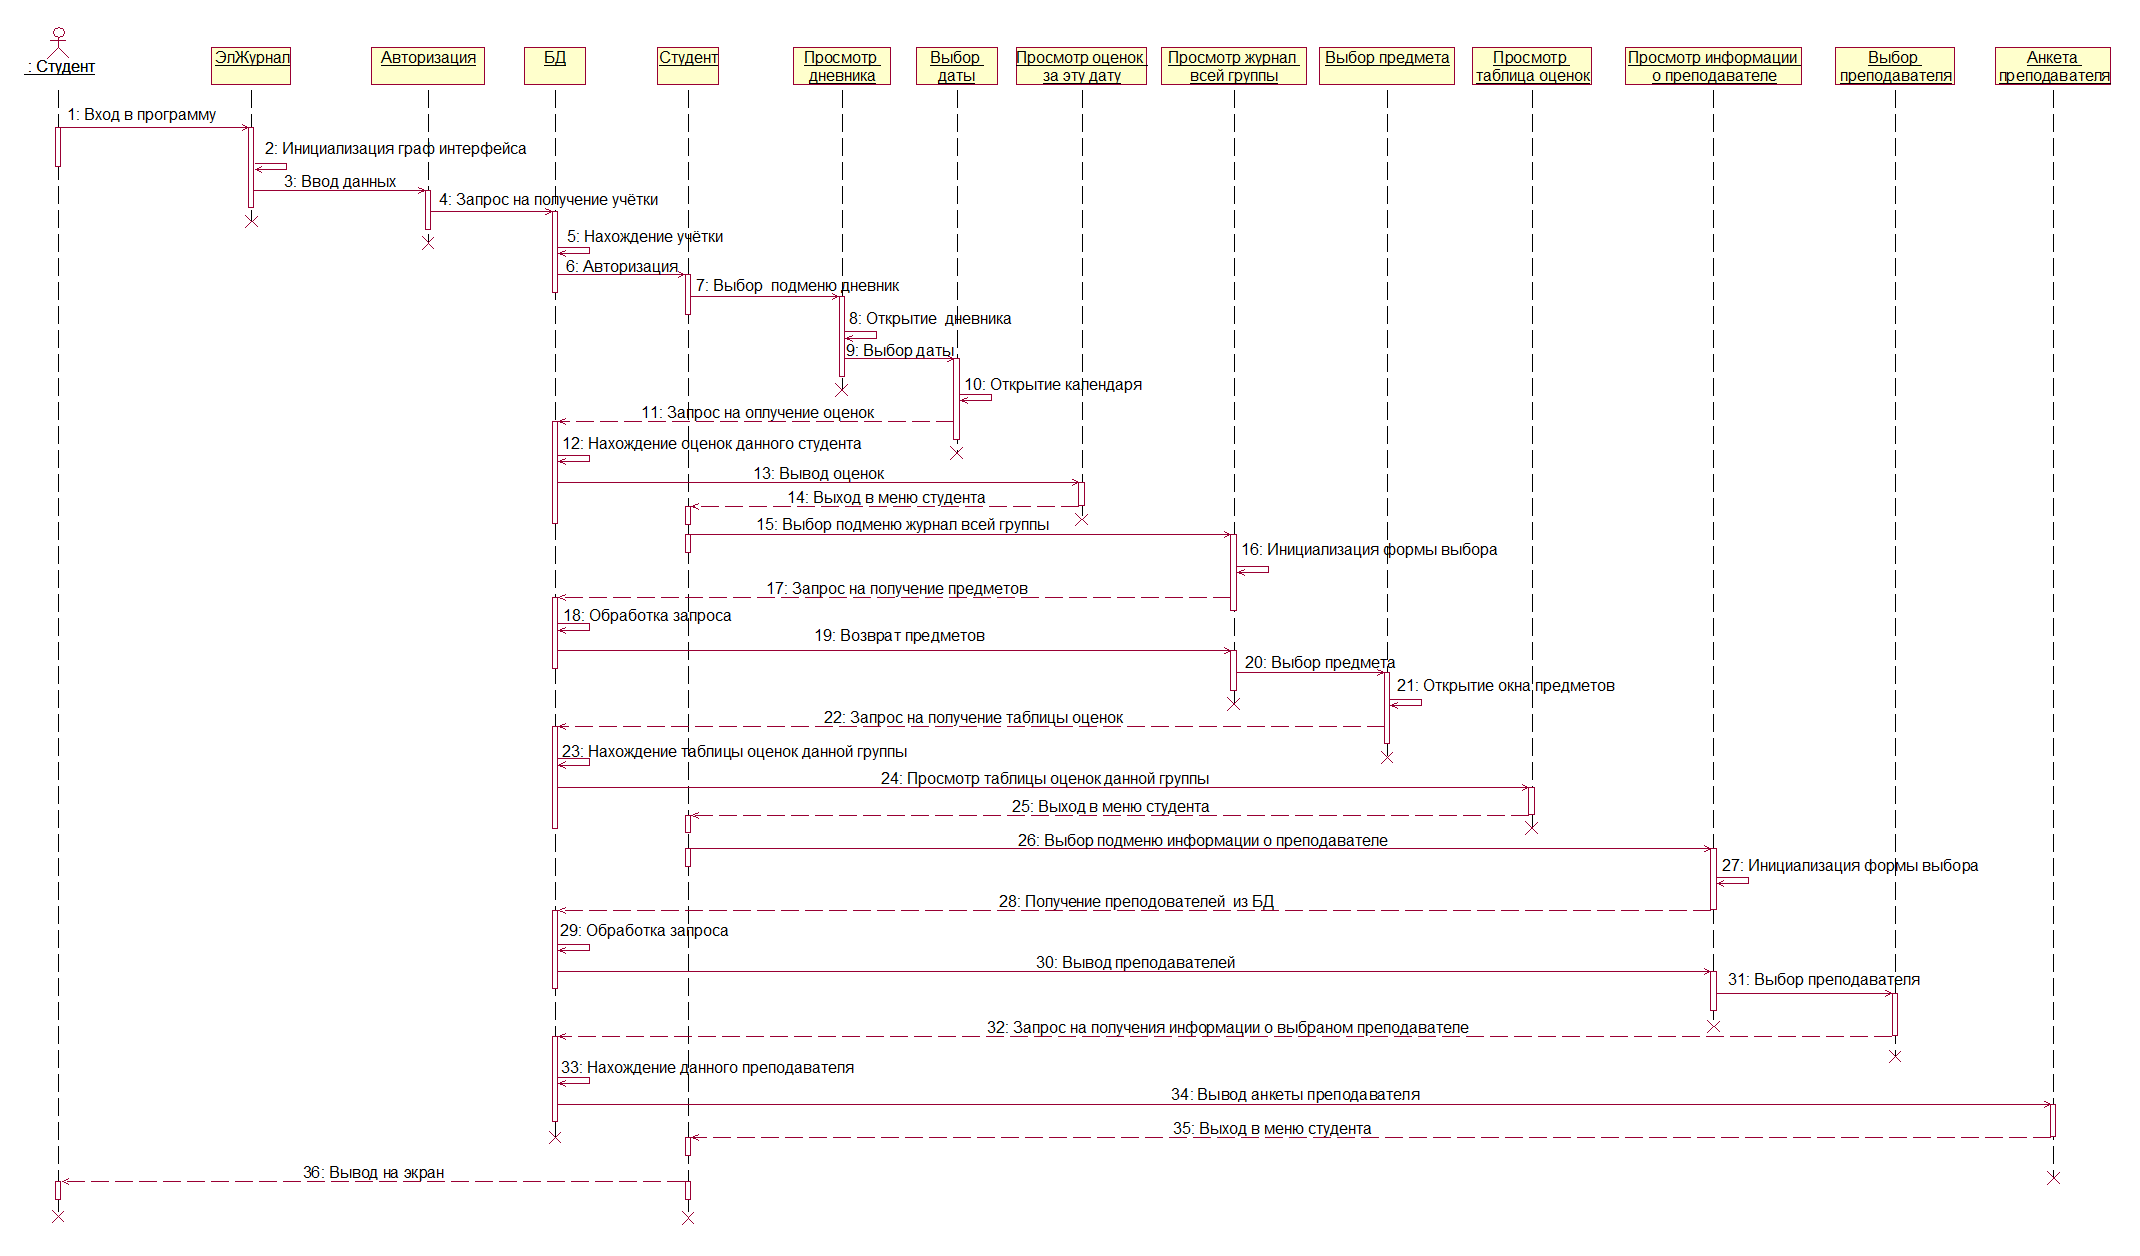 : Студент
ЭлЖурнал
Авторизация
БД
Студент
Просмотр
дневника
Выбор
даты
Просмотр оценок
за эту дату
Просмотр журнал
всей группы
Выбор предмета
Просмотр
таблица оценок
Просмотр информации
о преподавателе
Выбор
преподавателя
Анкета
преподавателя
1: Вход в программу
2: Инициализация граф интерфейса
3: Ввод данных
4: Запрос на получение учётки
5: Нахождение учётки
6: Авторизация
7: Выбор подменю дневник
8: Открытие дневника
9: Выбор даты
10: Открытие календаря
11: Запрос на оплучение оценок
12: Нахождение оценок данного студента
13: Вывод оценок
14: Выход в меню студента
15: Выбор подменю журнал всей группы
16: Инициализация формы выбора
17: Запрос на получение предметов
18: Обработка запроса
19: Возврат предметов
20: Выбор предмета
21: Открытие окна предметов
22: Запрос на получение таблицы оценок
23: Нахождение таблицы оценок данной группы
24: Просмотр таблицы оценок данной группы
25: Выход в меню студента
26: Выбор подменю информации о преподавателе
27: Инициализация формы выбора
28: Получение преподователей из БД
29: Обработка запроса
30: Вывод преподавателей
31: Выбор преподавателя
32: Запрос на получения информации о выбраном преподавателе
33: Нахождение данного преподавателя
34: Вывод анкеты преподавателя
35: Выход в меню студента
36: Вывод на экран